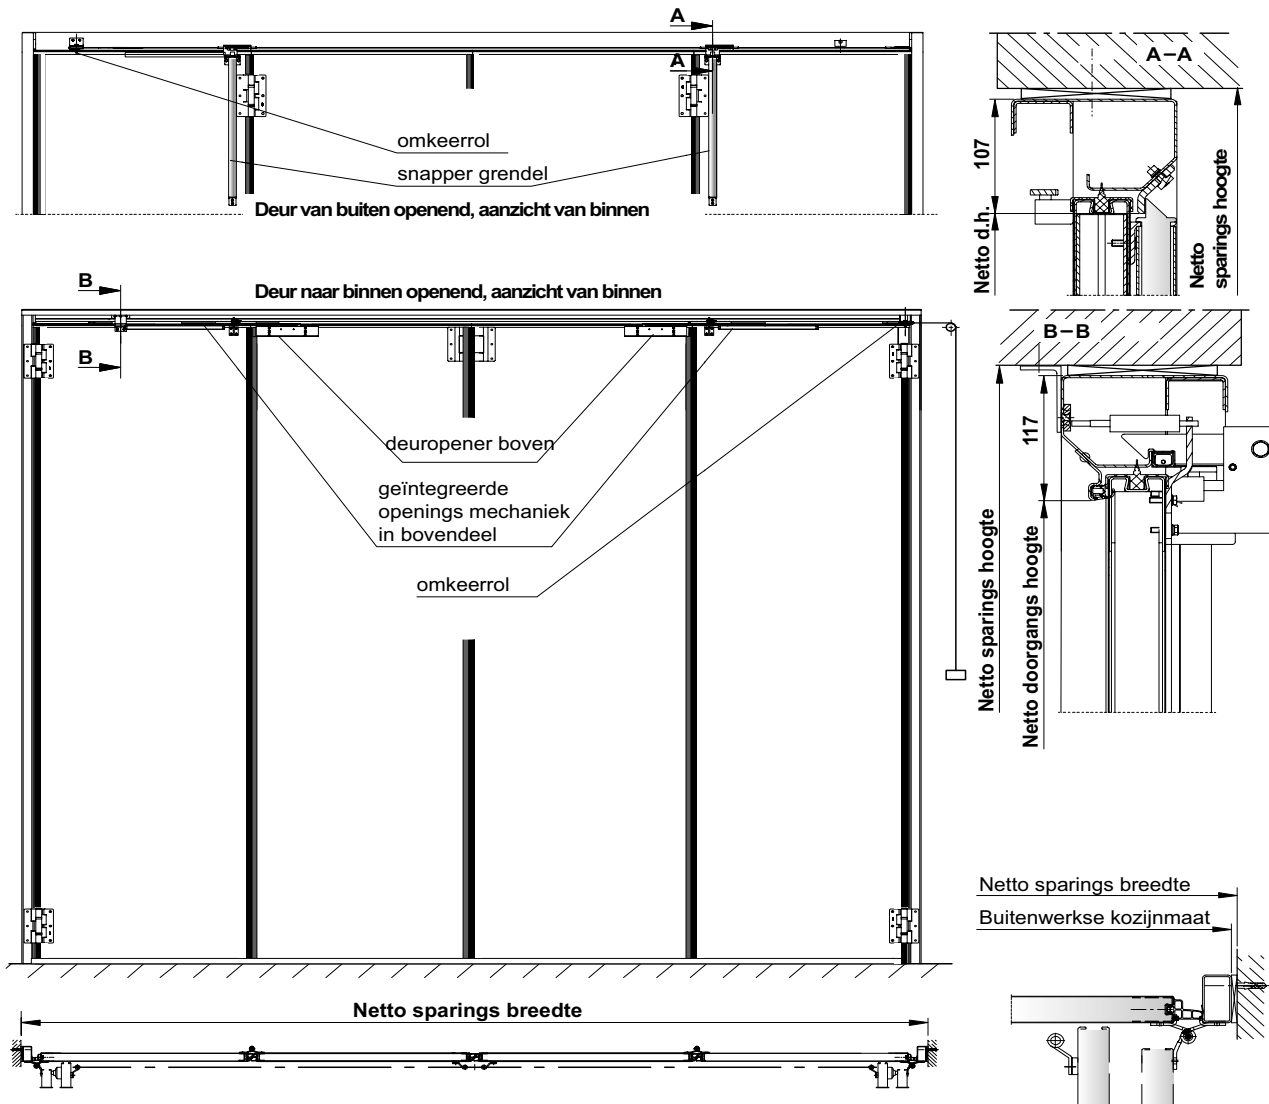 A
A
omkeerrol
snapper grendel
Deur van buiten openend, aanzicht van binnen
A–A
107
Netto d.h.
Netto
sparings hoogte
B
Deur naar binnen openend, aanzicht van binnen
B
deuropener boven
geïntegreerde
openings mechaniek
in bovendeel
omkeerrol
B–B
117
Netto sparings hoogte
Netto doorgangs hoogte
Netto sparings breedte
Buitenwerkse kozijnmaat
Netto sparings breedte